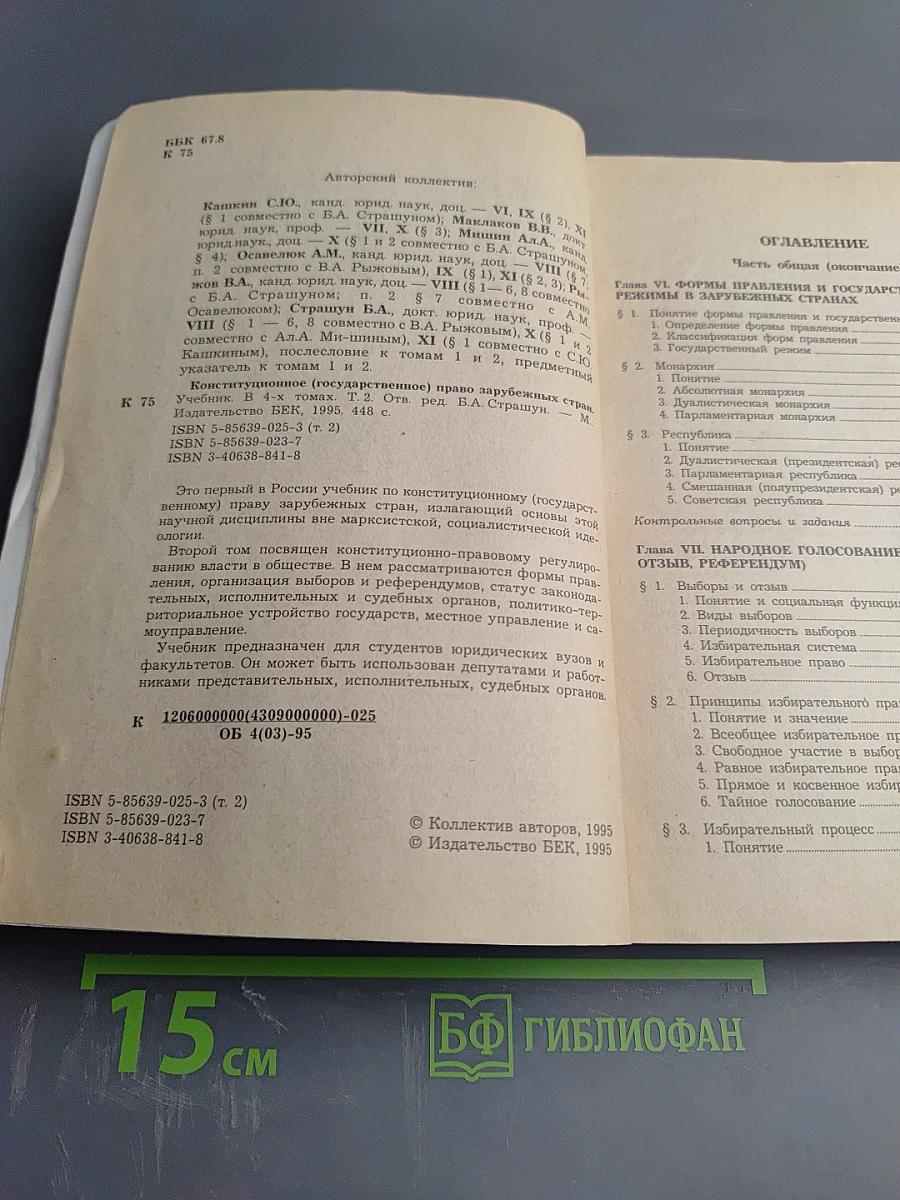 ББК 67.8
К 75
Авторский коллектив:
Кашкин С.Ю., канд. юрид. наук, доц. — VI, IX (§ 2), XI
(§ 1 совместно с Б.А. Страшуном); Маклаков В.В., докт.
юрид. наук, проф. — VII, X (§ 3); Мишин Ал.А., канд.
юрид.наук., доц. — X (§ 1 и 2 совместно с Б.А. Страшуном,
§ 4); Осавелюк А.М., канд. юрид. наук, доц. — VIII (§ 7,
п. 2 совместно с В.А. Рыжовым), IX (§ 1), XI (§ 2, 3); Ры-
жов В.А., канд. юрид. наук, доц. — VIII (§ 1— 6, 8 совместно
с Б.А. Страшуном; п. 2 § 7 совместно с А.М.
Осавелюком); Страшун Б.А., докт. юрид. наук, проф. —
VIII (§ 1 — 6, 8 совместно с В.А. Рыжовым), X (§ 1 и 2
совместно с Ал.А. Ми-шиным), XI (§ 1 совместно с С.Ю.
Кашкиным), послесловие к томам 1 и 2, предметный
указатель к томам 1 и 2.
Конституционное (государственное) право зарубежных стран.
К 75 Учебник. В 4-х томах. Т. 2. Отв. ред. Б.А. Страшун. — М.:
Издательство БЕК, 1995. 448 с.
ISBN 5-85639-025-3 (т. 2)
ISBN 5-85639-023-7
ISBN 3-40638-841-8
Это первый в России учебник по конституционному (государст-
венному) праву зарубежных стран, излагающий основы этой
научной дисциплины вне марксистской, социалистической иде-
ологии.
Второй том посвящен конституционно-правовому регулиро-
ванию власти в обществе. В нем рассматриваются формы прав-
ления, организация выборов и референдумов, статус законода-
тельных, исполнительных и судебных органов, политико-тер-
риториальное устройство государств, местное управление и са-
моуправление.
Учебник предназначен для студентов юридических вузов и
факультетов. Он может быть использован депутатами и работ-
никами представительных, исполнительных, судебных органов.
К 1206000000(4309000000)-025
ОБ 4(03)-95
ISBN 5-85639-025-3 (т. 2)
ISBN 5-85639-023-7
ISBN 3-40638-841-8
© Коллектив авторов, 1995
© Издательство БЕК, 1995
ОГЛАВЛЕНИЕ
Часть общая (окончание
Глава VI. ФОРМЫ ПРАВЛЕНИЯ И ГОСУДАРСТ
РЕЖИМЫ В ЗАРУБЕЖНЫХ СТРАНАХ
§ 1. Понятие формы правления и государственн
1. Определение формы правления
2. Классификация форм правления
3. Государственный режим
§ 2. Монархия
1. Понятие
2. Абсолютная монархия
3. Дуалистическая монархия
4. Парламентарная монархия
§ 3. Республика
1. Понятие
2. Дуалистическая (президентская) рес
3. Парламентарная республика
4. Смешанная (полупрезидентская) ре
5. Советская республика
Контрольные вопросы и задания
Глава VII. НАРОДНОЕ ГОЛОСОВАНИЕ
ОТЗЫВ, РЕФЕРЕНДУМ)
§ 1. Выборы и отзыв
1. Понятие и социальная функция
2. Виды выборов
3. Периодичность выборов
4. Избирательная система
5. Избирательное право
6. Отзыв
§ 2. Принципы избирательного пра
1. Понятие и значение
2. Всеобщее избирательное пр
3. Свободное участие в выбор
4. Равное избирательное пра
5. Прямое и косвенное избир
6. Тайное голосование
§ 3. Избирательный процесс
1. Понятие
15 см
БФ ГИБЛИОФАН